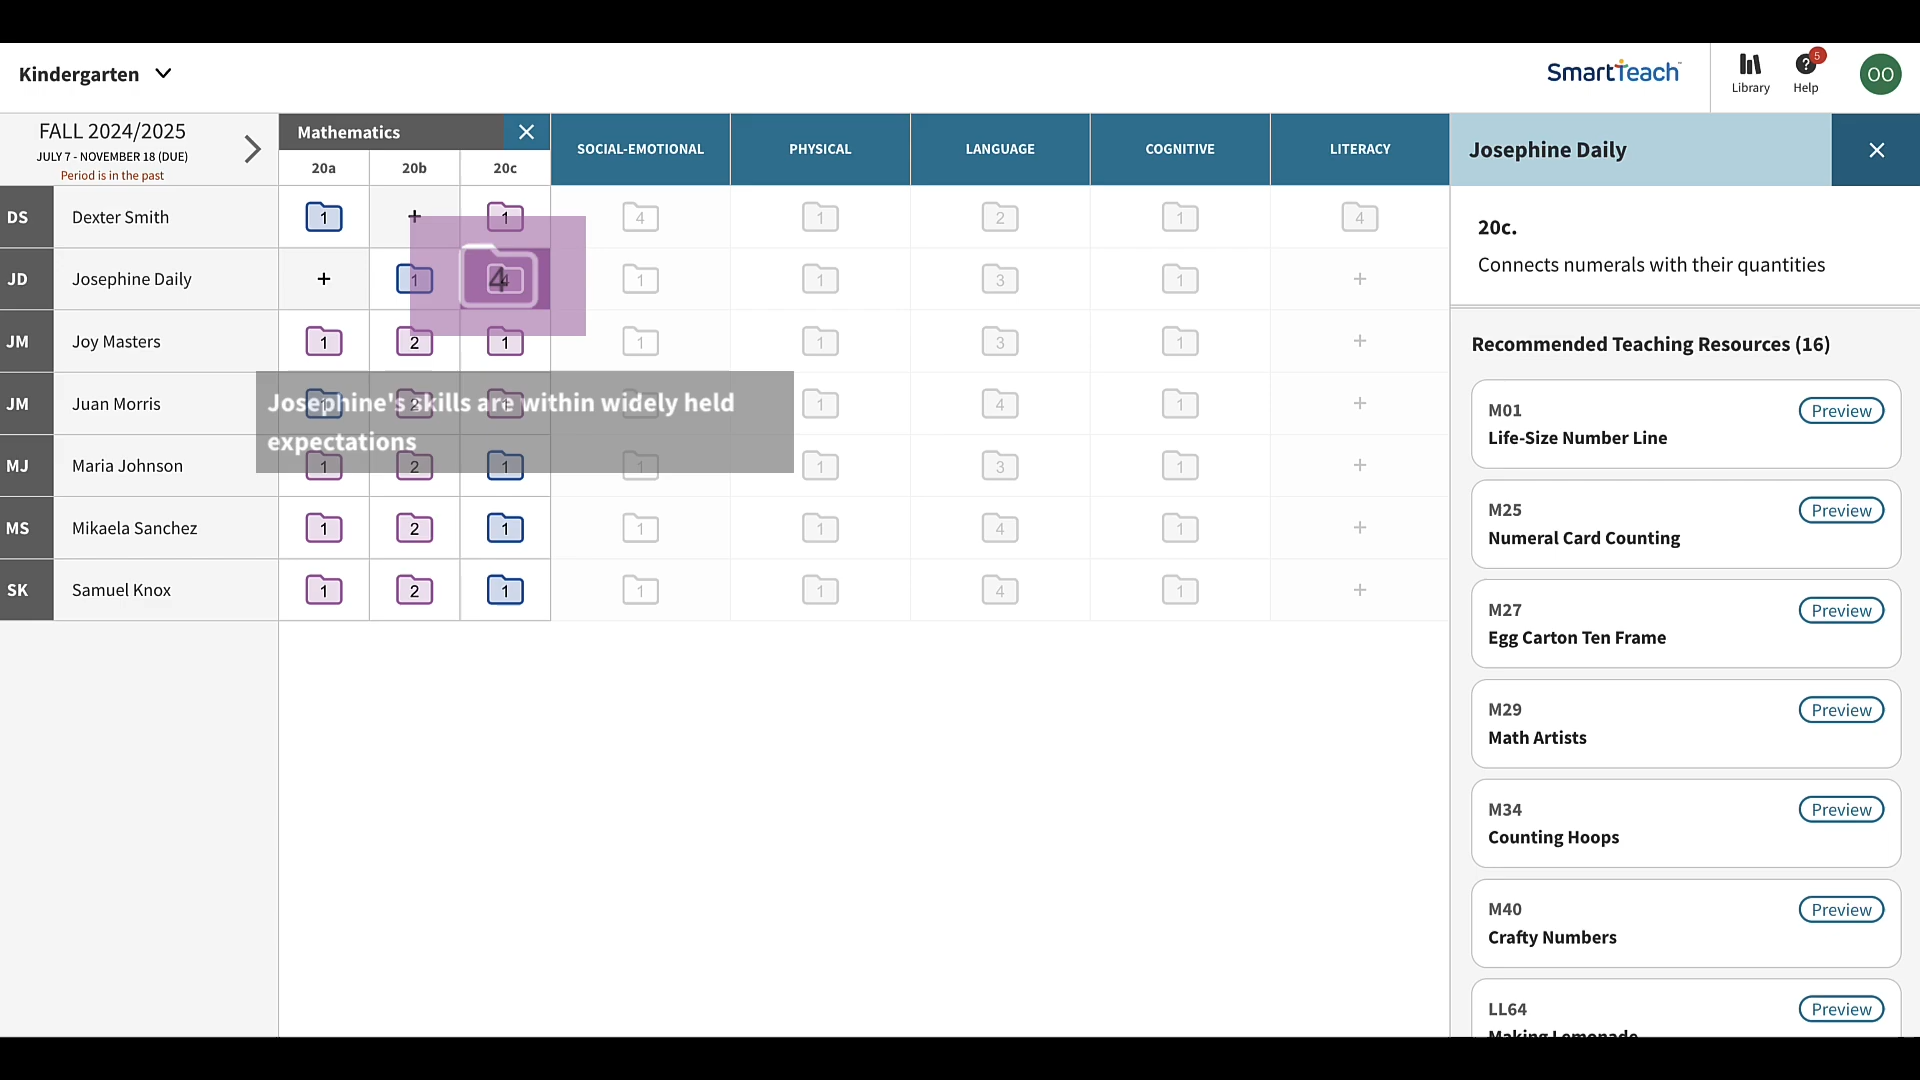 Kindergarten
SmartTeach
Library
Help
5
OO
FALL 2024/2025
JULY 7 - NOVEMBER 18 (DUE)
Period is in the past
Mathematics
20a 20b 20c
SOCIAL-EMOTIONAL PHYSICAL LANGUAGE COGNITIVE LITERACY
DS Dexter Smith 1 + 1 4 1 2 1 4
JD Josephine Daily + 1 4 1 1 3 1 +
JM Joy Masters 1 2 1 1 1 3 1 +
JM Juan Morris 1 2 1 1 4 1 +
Josephine's skills are within widely held
expectations
MJ Maria Johnson 1 2 1 1 1 3 1 +
MS Mikaela Sanchez 1 2 1 1 1 4 1 +
SK Samuel Knox 1 2 1 1 1 4 1 +
Josephine Daily
20c.
Connects numerals with their quantities
Recommended Teaching Resources (16)
M01 Preview
Life-Size Number Line
M25 Preview
Numeral Card Counting
M27 Preview
Egg Carton Ten Frame
M29 Preview
Math Artists
M34 Preview
Counting Hoops
M40 Preview
Crafty Numbers
LL64 Preview
Making Lemonade